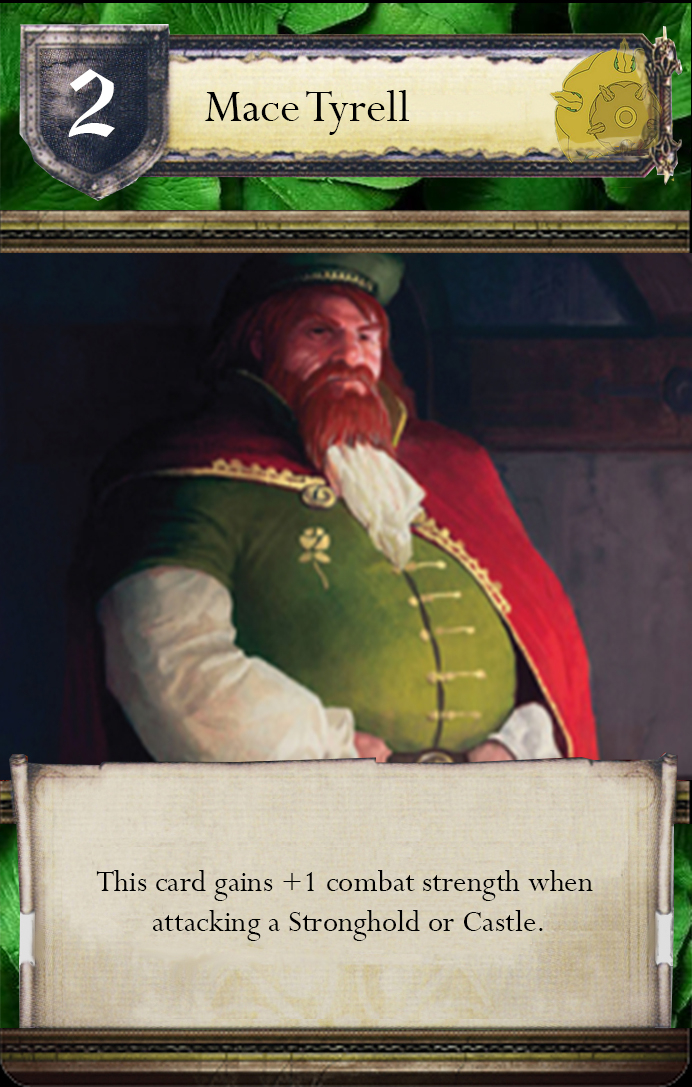 2
Mace Tyrell
This card gains +1 combat strength when
attacking a Stronghold or Castle.